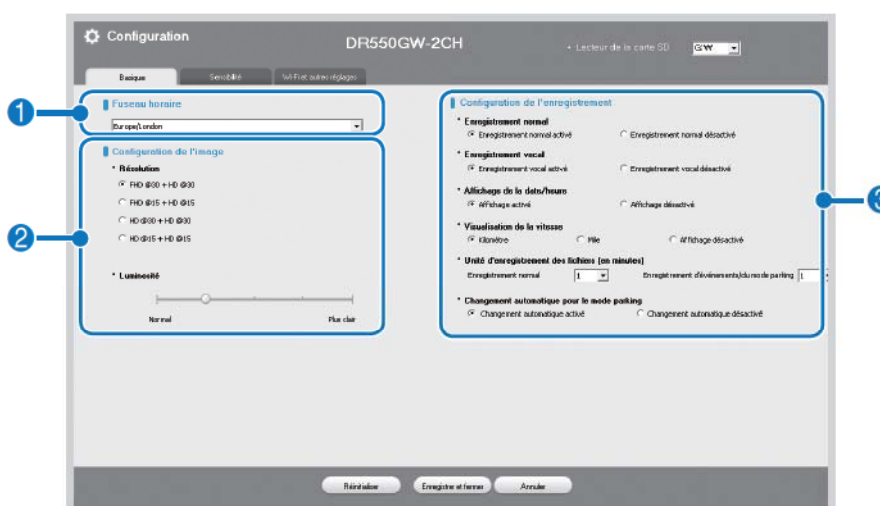 Configuration
DR550GW-2CH
• Lecteur de la carte SD
G:\W
Basique
Sensibilité
Wi-Fi et autres réglages
1
Fuseau horaire
Europe/London
2
Configuration de l'image
* Résolution
FHD @30 + HD @30
FHD @15 + HD @15
HD @30 + HD @30
HD @15 + HD @15
* Luminosité
Normal
Plus clair
3
Configuration de l'enregistrement
* Enregistrement normal
Enregistrement normal activé
Enregistrement normal désactivé
* Enregistrement vocal
Enregistrement vocal activé
Enregistrement vocal désactivé
* Affichage de la date/heure
Affichage activé
Affichage désactivé
* Visualisation de la vitesse
Kilomètre
Mile
Affichage désactivé
* Unité d'enregistrement des fichiers (en minutes)
Enregistrement normal
1
Enregistrement d'événements/du mode parking
1
* Changement automatique pour le mode parking
Changement automatique activé
Changement automatique désactivé
Réinitialiser
Enregistre et fermer
Annuler